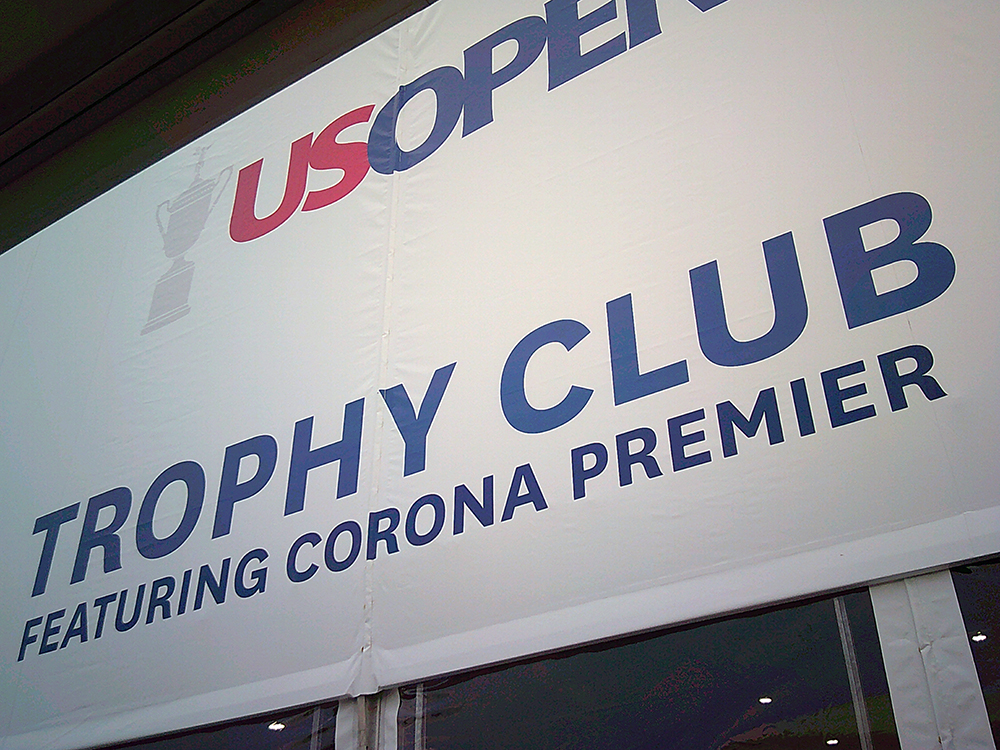 USOPEN
TROPHY CLUB
FEATURING CORONA PREMIER